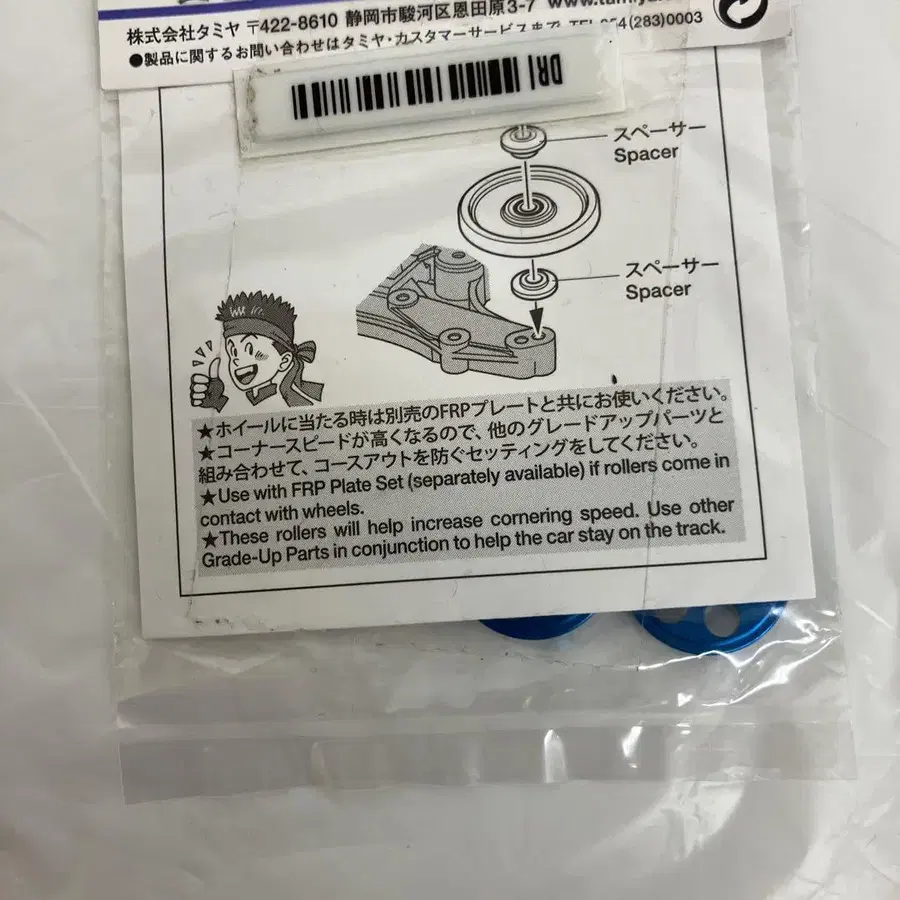 株式会社タミヤ 〒422-8610 静岡市駿河区恩田原3-7 www.tamiya
●製品に関するお問い合わせはタミヤ・カスタマーサービスまで (283)0003
スペーサー
Spacer
スペーサー
Spacer
★ホイールに当たる時は別売のFRPプレートと共にお使いください。
★コーナースピードが高くなるので、他のグレードアップパーツと
組み合わせて、コースアウトを防ぐセッティングをしてください。
★Use with FRP Plate Set (separately available) if rollers come in
contact with wheels.
★These rollers will help increase cornering speed. Use other
Grade-Up Parts in conjunction to help the car stay on the track.